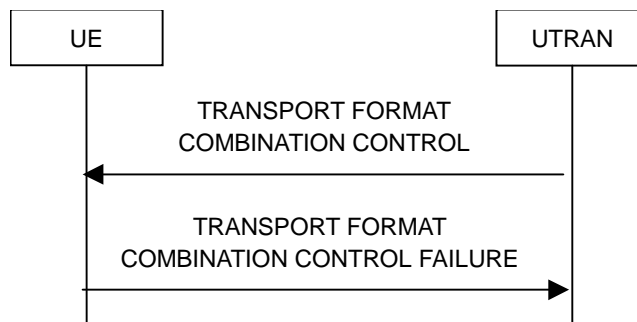 UE
UTRAN
TRANSPORT FORMAT
COMBINATION CONTROL
TRANSPORT FORMAT
COMBINATION CONTROL FAILURE